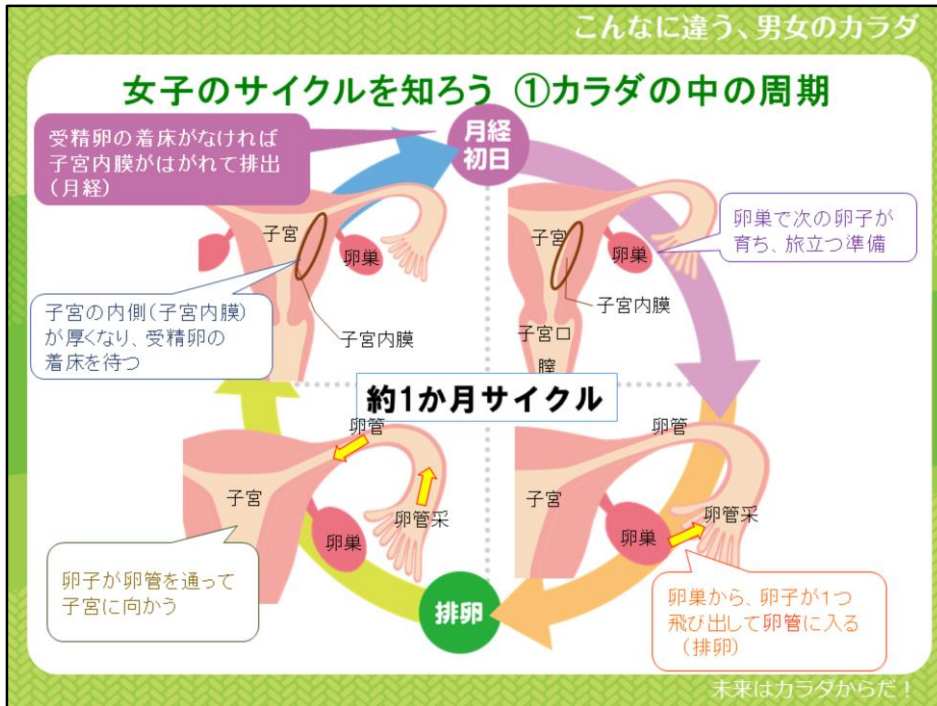 こんなに違う、男女のカラダ
女子のサイクルを知ろう ①カラダの中の周期
受精卵の着床がなければ
子宮内膜がはがれて排出
(月経)
月経
初日
子宮
卵巣
子宮内膜
子宮の内側(子宮内膜)
が厚くなり、受精卵の
着床を待つ
子宮
卵巣
子宮内膜
子宮口
膣
卵巣で次の卵子が
育ち、旅立つ準備
約1か月サイクル
卵管
子宮
卵巣
卵管采
卵子が卵管を通って
子宮に向かう
排卵
卵管
子宮
卵巣
卵管采
卵巣から、卵子が1つ
飛び出して卵管に入る
(排卵)
未来はカラダからだ!